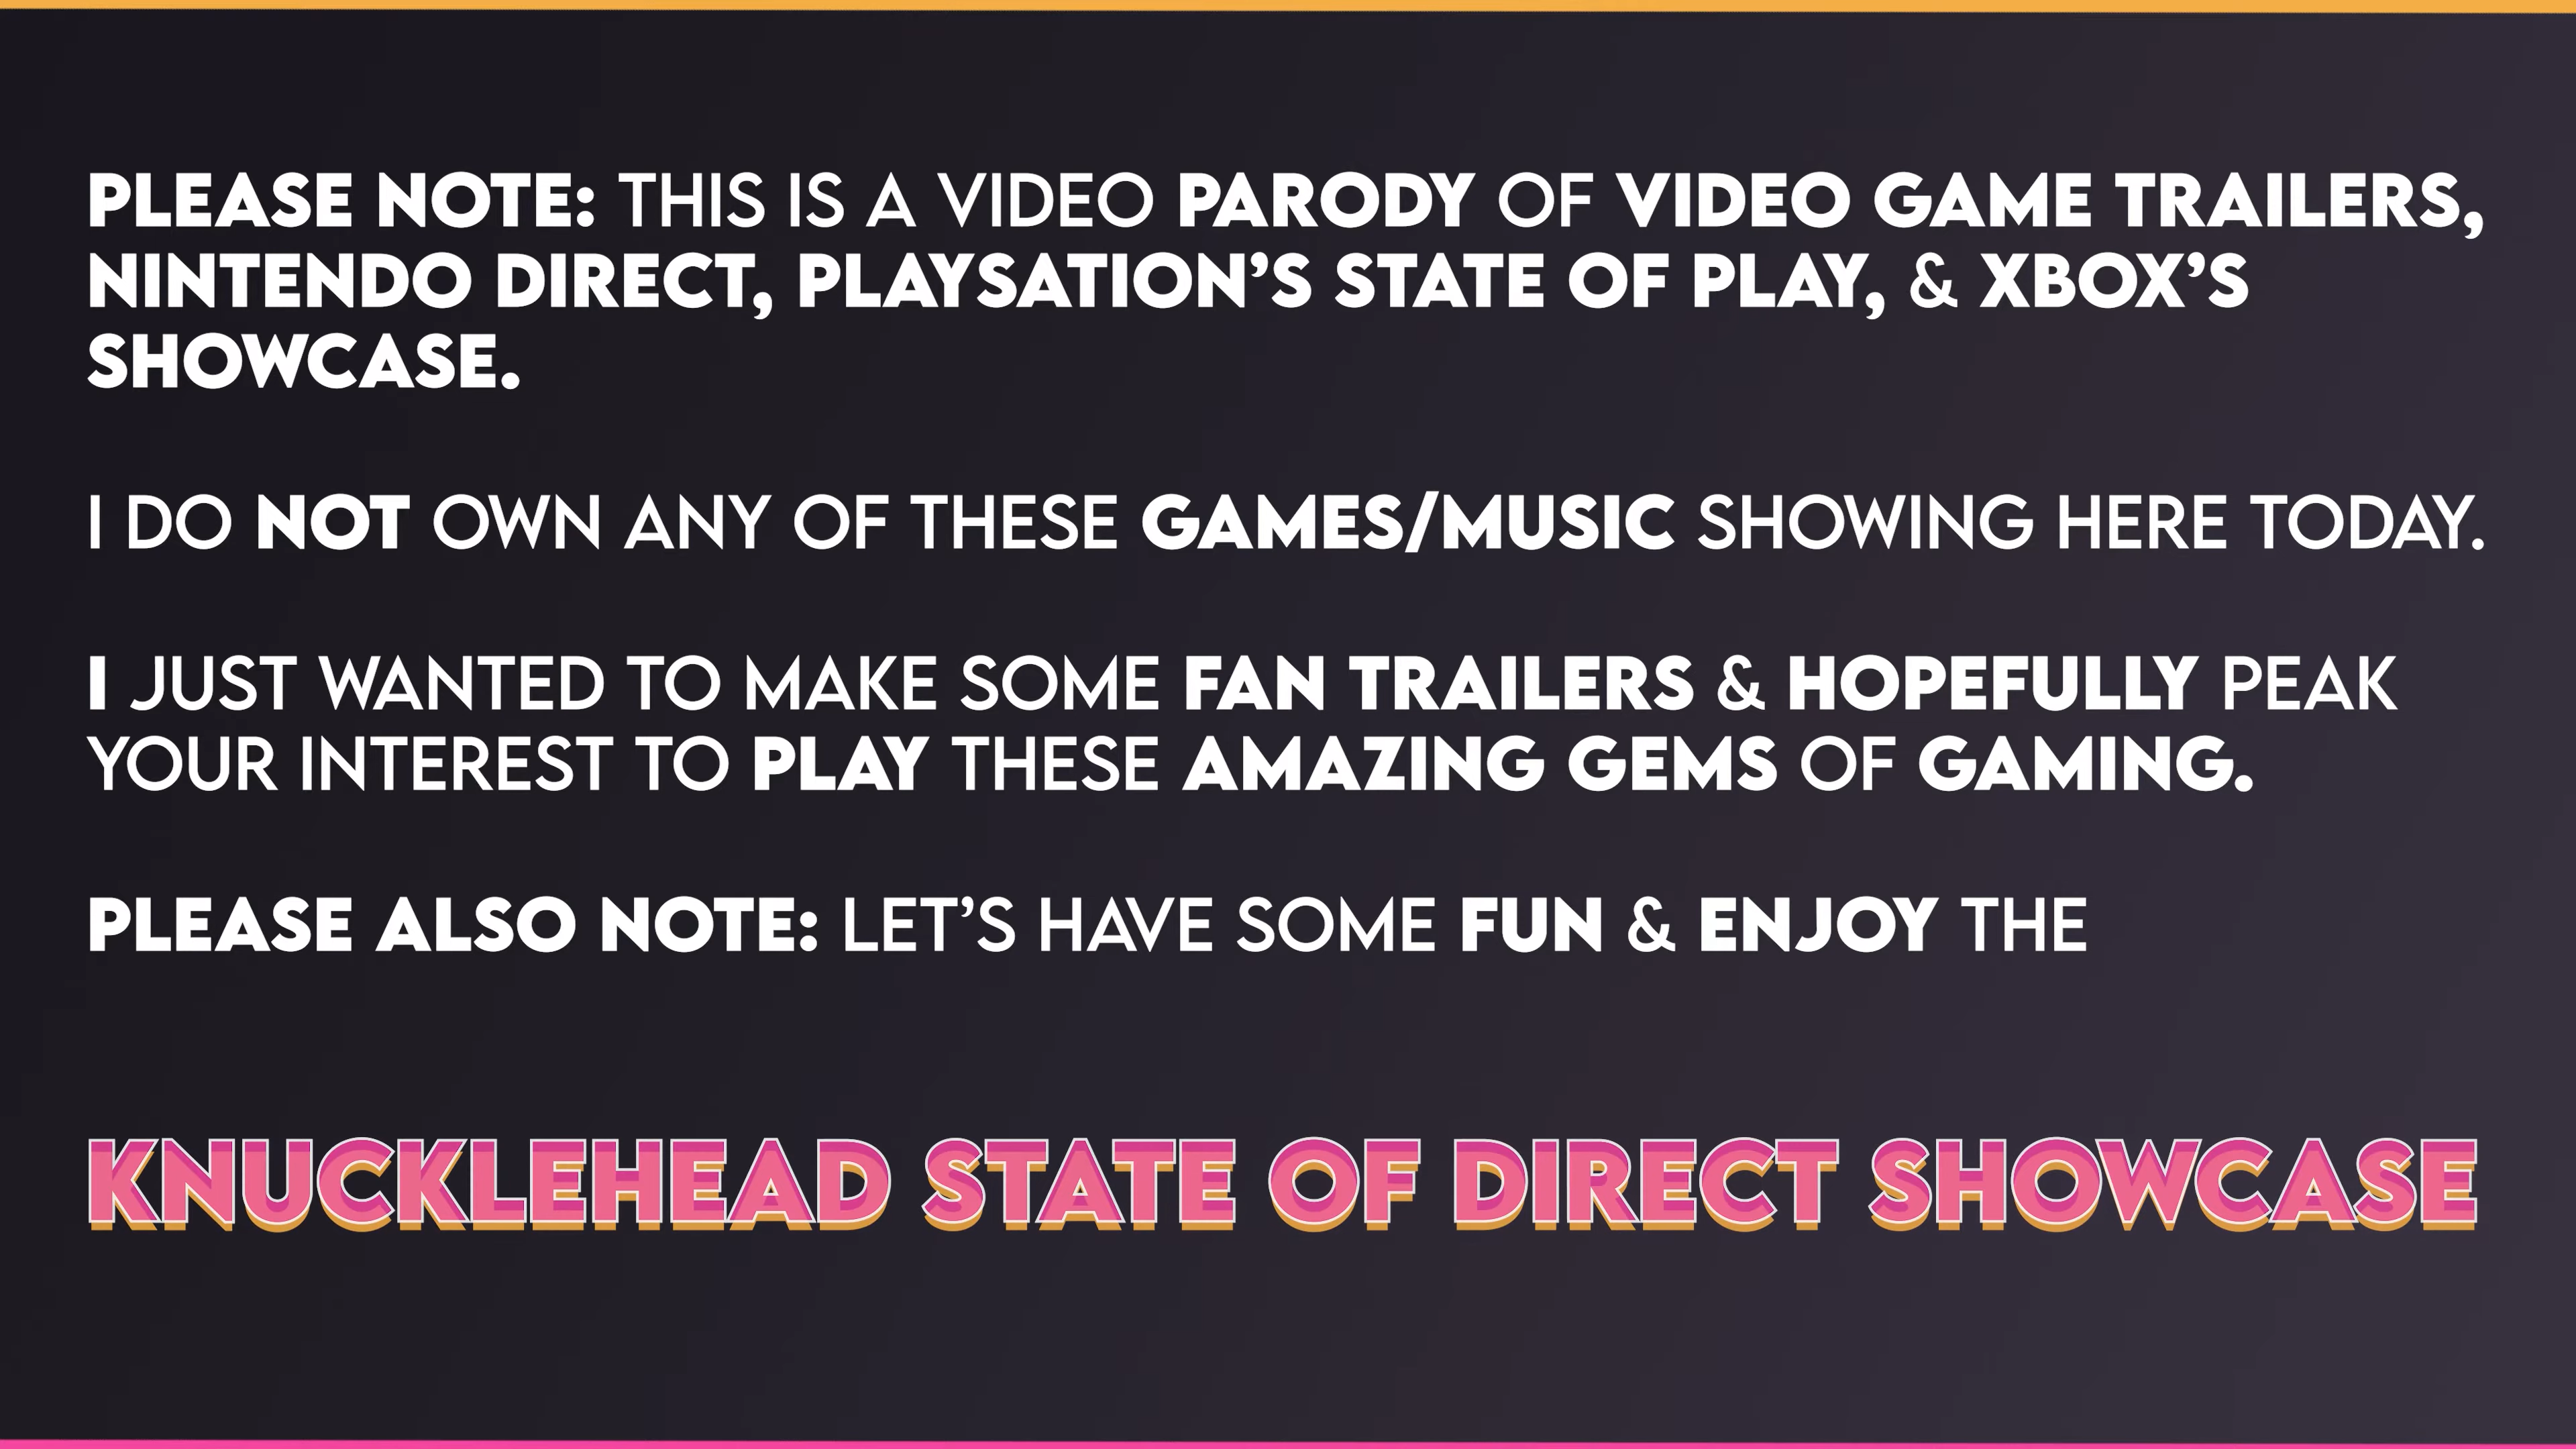 PLEASE NOTE: THIS IS A VIDEO PARODY OF VIDEO GAME TRAILERS,
NINTENDO DIRECT, PLAYSATION’S STATE OF PLAY, & XBOX’S
SHOWCASE.
I DO NOT OWN ANY OF THESE GAMES/MUSIC SHOWING HERE TODAY.
I JUST WANTED TO MAKE SOME FAN TRAILERS & HOPEFULLY PEAK
YOUR INTEREST TO PLAY THESE AMAZING GEMS OF GAMING.
PLEASE ALSO NOTE: LET’S HAVE SOME FUN & ENJOY THE
KNUCKLEHEAD STATE OF DIRECT SHOWCASE